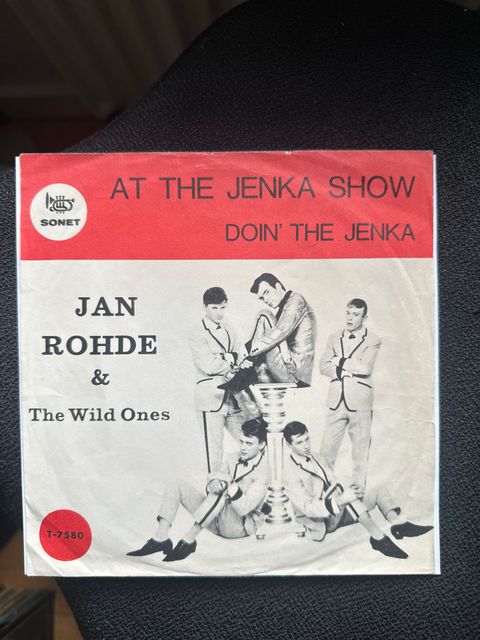 AT THE JENKA SHOW
DOIN' THE JENKA
SONET
JAN
ROHDE
&
The Wild Ones
T-7580